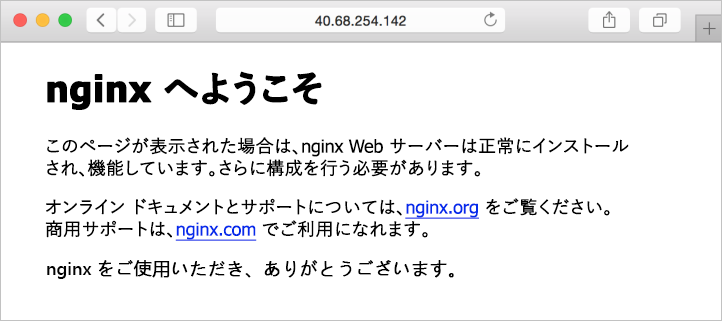 40.68.254.142
nginx へようこそ
このページが表示された場合は、nginx Web サーバーは正常にインストール
され、機能しています。さらに構成を行う必要があります。
オンライン ドキュメントとサポートについては、nginx.org をご覧ください。
商用サポートは、nginx.com でご利用になれます。
nginx をご使用いただき、ありがとうございます。